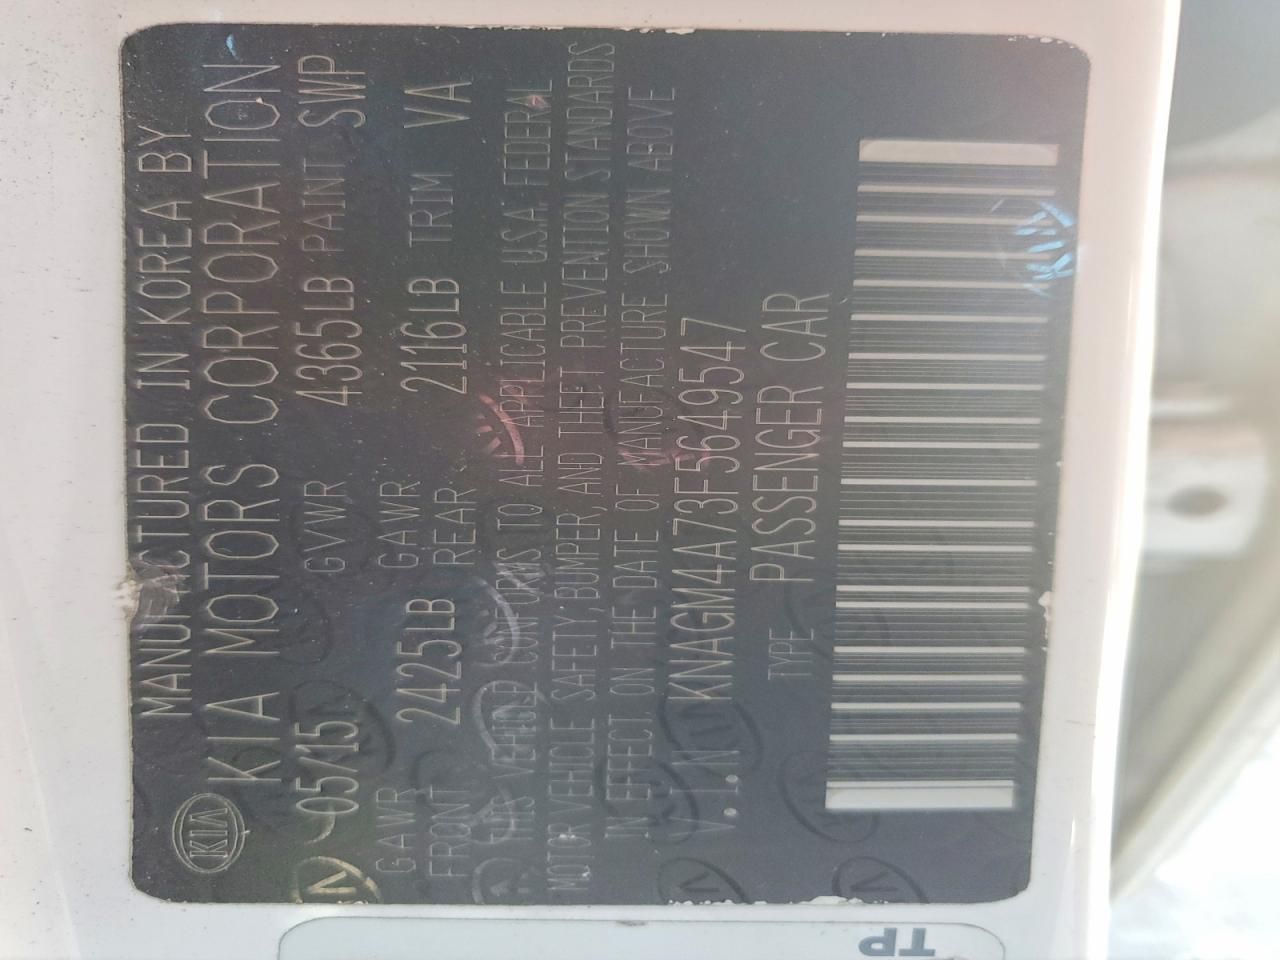 KIA MANUFACTURED IN KOREA BY
KIA MOTORS CORPORATION
05/15 GVWR 4365LB PAINT SWP
GAWR FRONT 2425LB GAWR REAR 2116LB TRIM VA
THIS VEHICLE CONFORMS TO ALL APPLICABLE U.S.A. FEDERAL
MOTOR VEHICLE SAFETY, BUMPER, AND THEFT PREVENTION STANDARDS
IN EFFECT ON THE DATE OF MANUFACTURE SHOWN ABOVE
V.I.N KNAGM4A73F5649547
TYPE PASSENGER CAR
TP